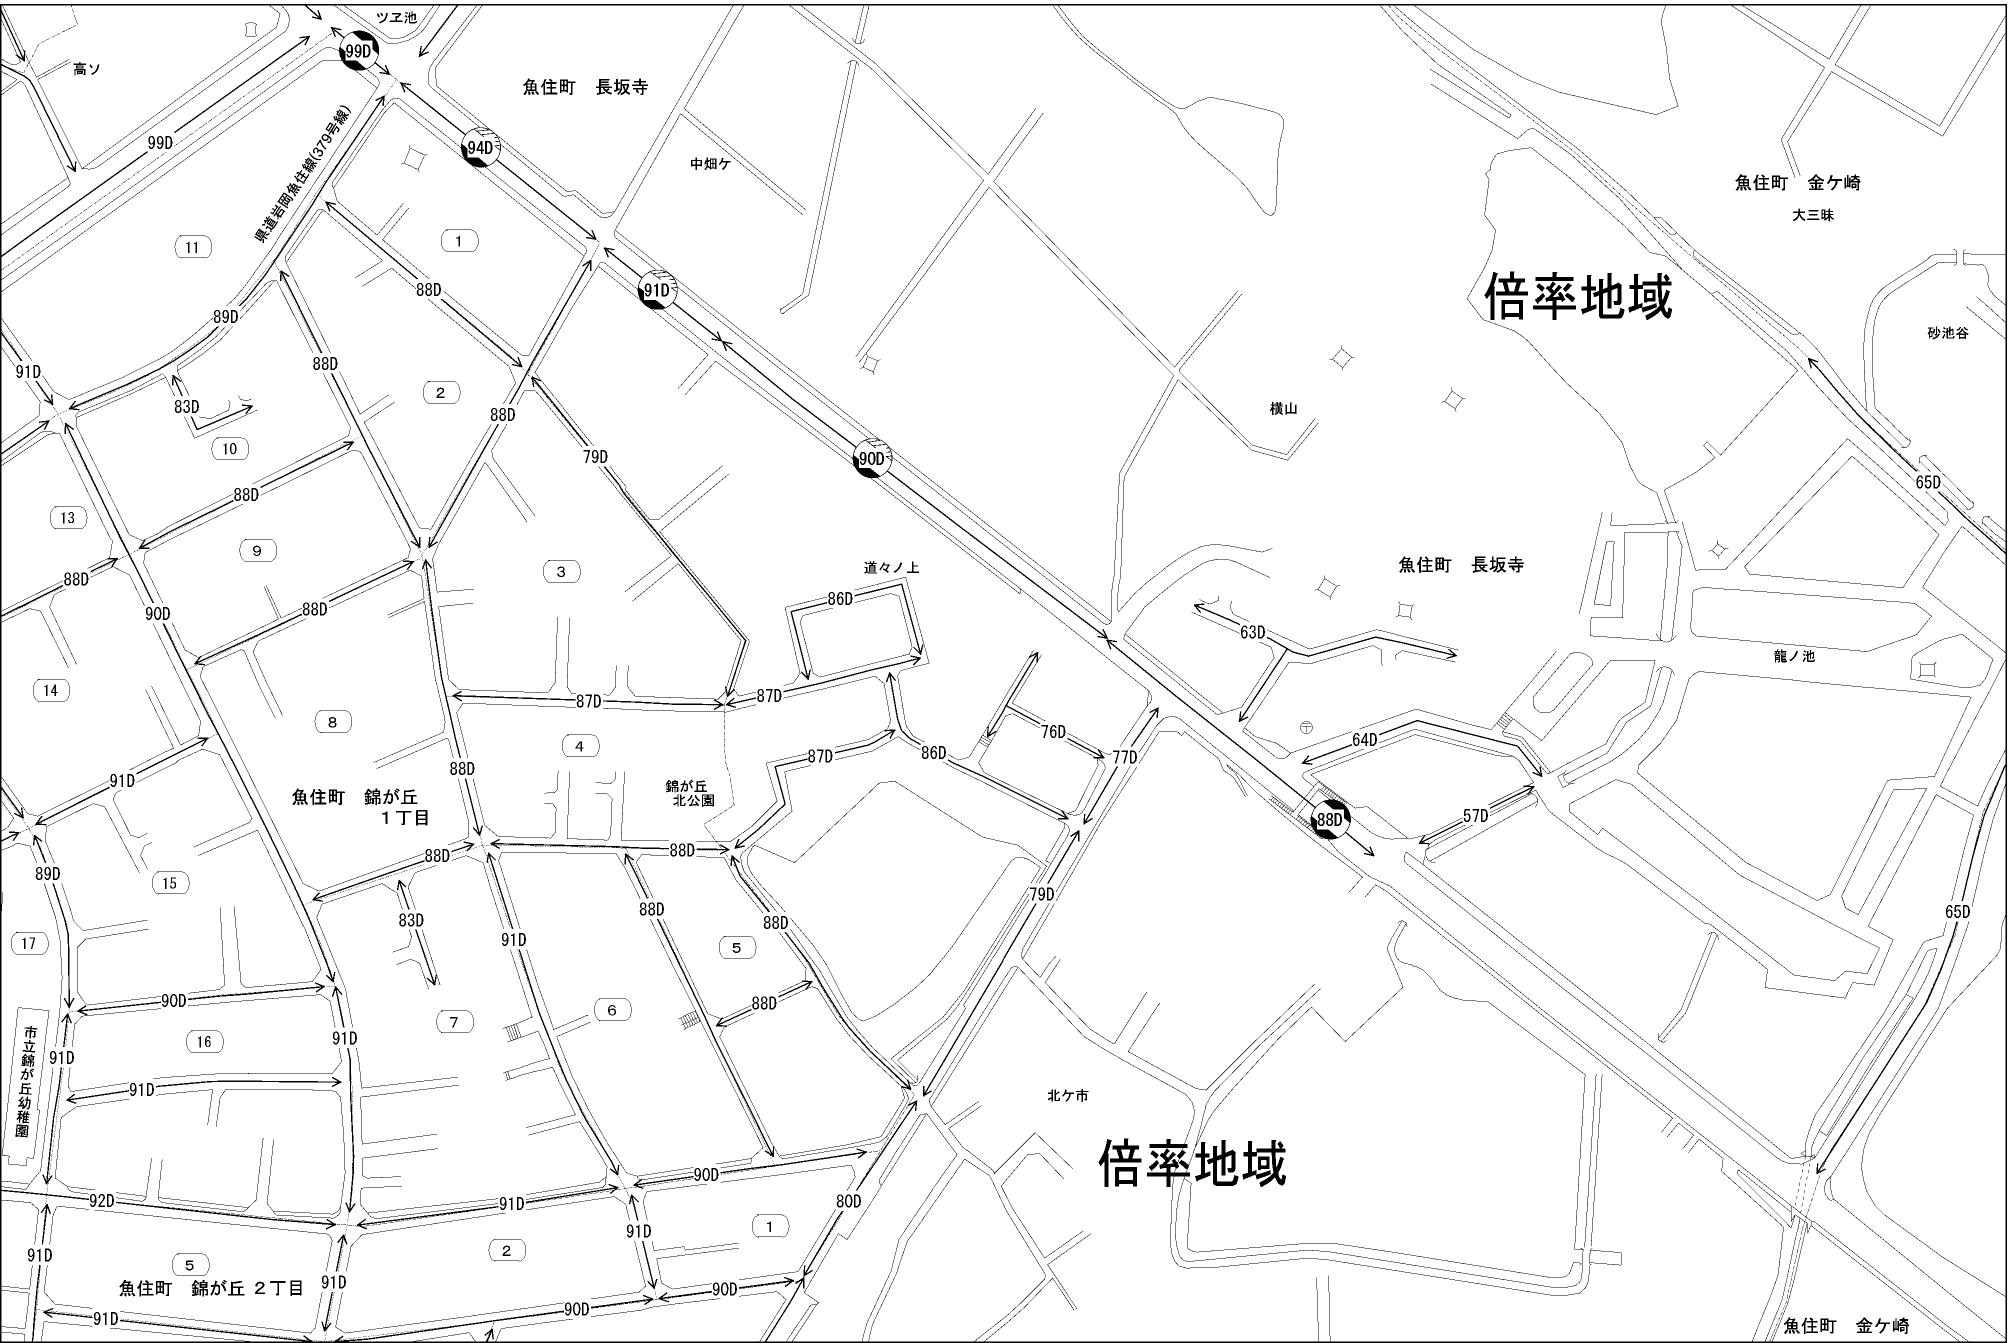 ツヱ池
99D
高ソ
魚住町　長坂寺
99D
94D
中畑ケ
県道岩岡魚住線(379号線)
魚住町　金ケ崎
大三昧
11
1
88D
91D
倍率地域
89D
砂池谷
91D
88D
2
83D
88D
横山
10
79D
90D
65D
88D
13
9
3
道々ノ上
魚住町　長坂寺
88D
90D
88D
86D
63D
龍ノ池
14
87D
87D
8
4
76D
64D
91D
88D
86D
77D
87D
魚住町　錦が丘
１丁目
錦が丘
北公園
57D
88D
88D
88D
89D
15
83D
91D
88D
88D
79D
65D
17
5
90D
88D
7
6
市立錦が丘幼稚園
16
91D
91D
91D
北ケ市
倍率地域
90D
92D
91D
80D
91D
1
91D
2
5
魚住町　錦が丘 ２丁目
91D
90D
90D
91D
魚住町　金ケ崎